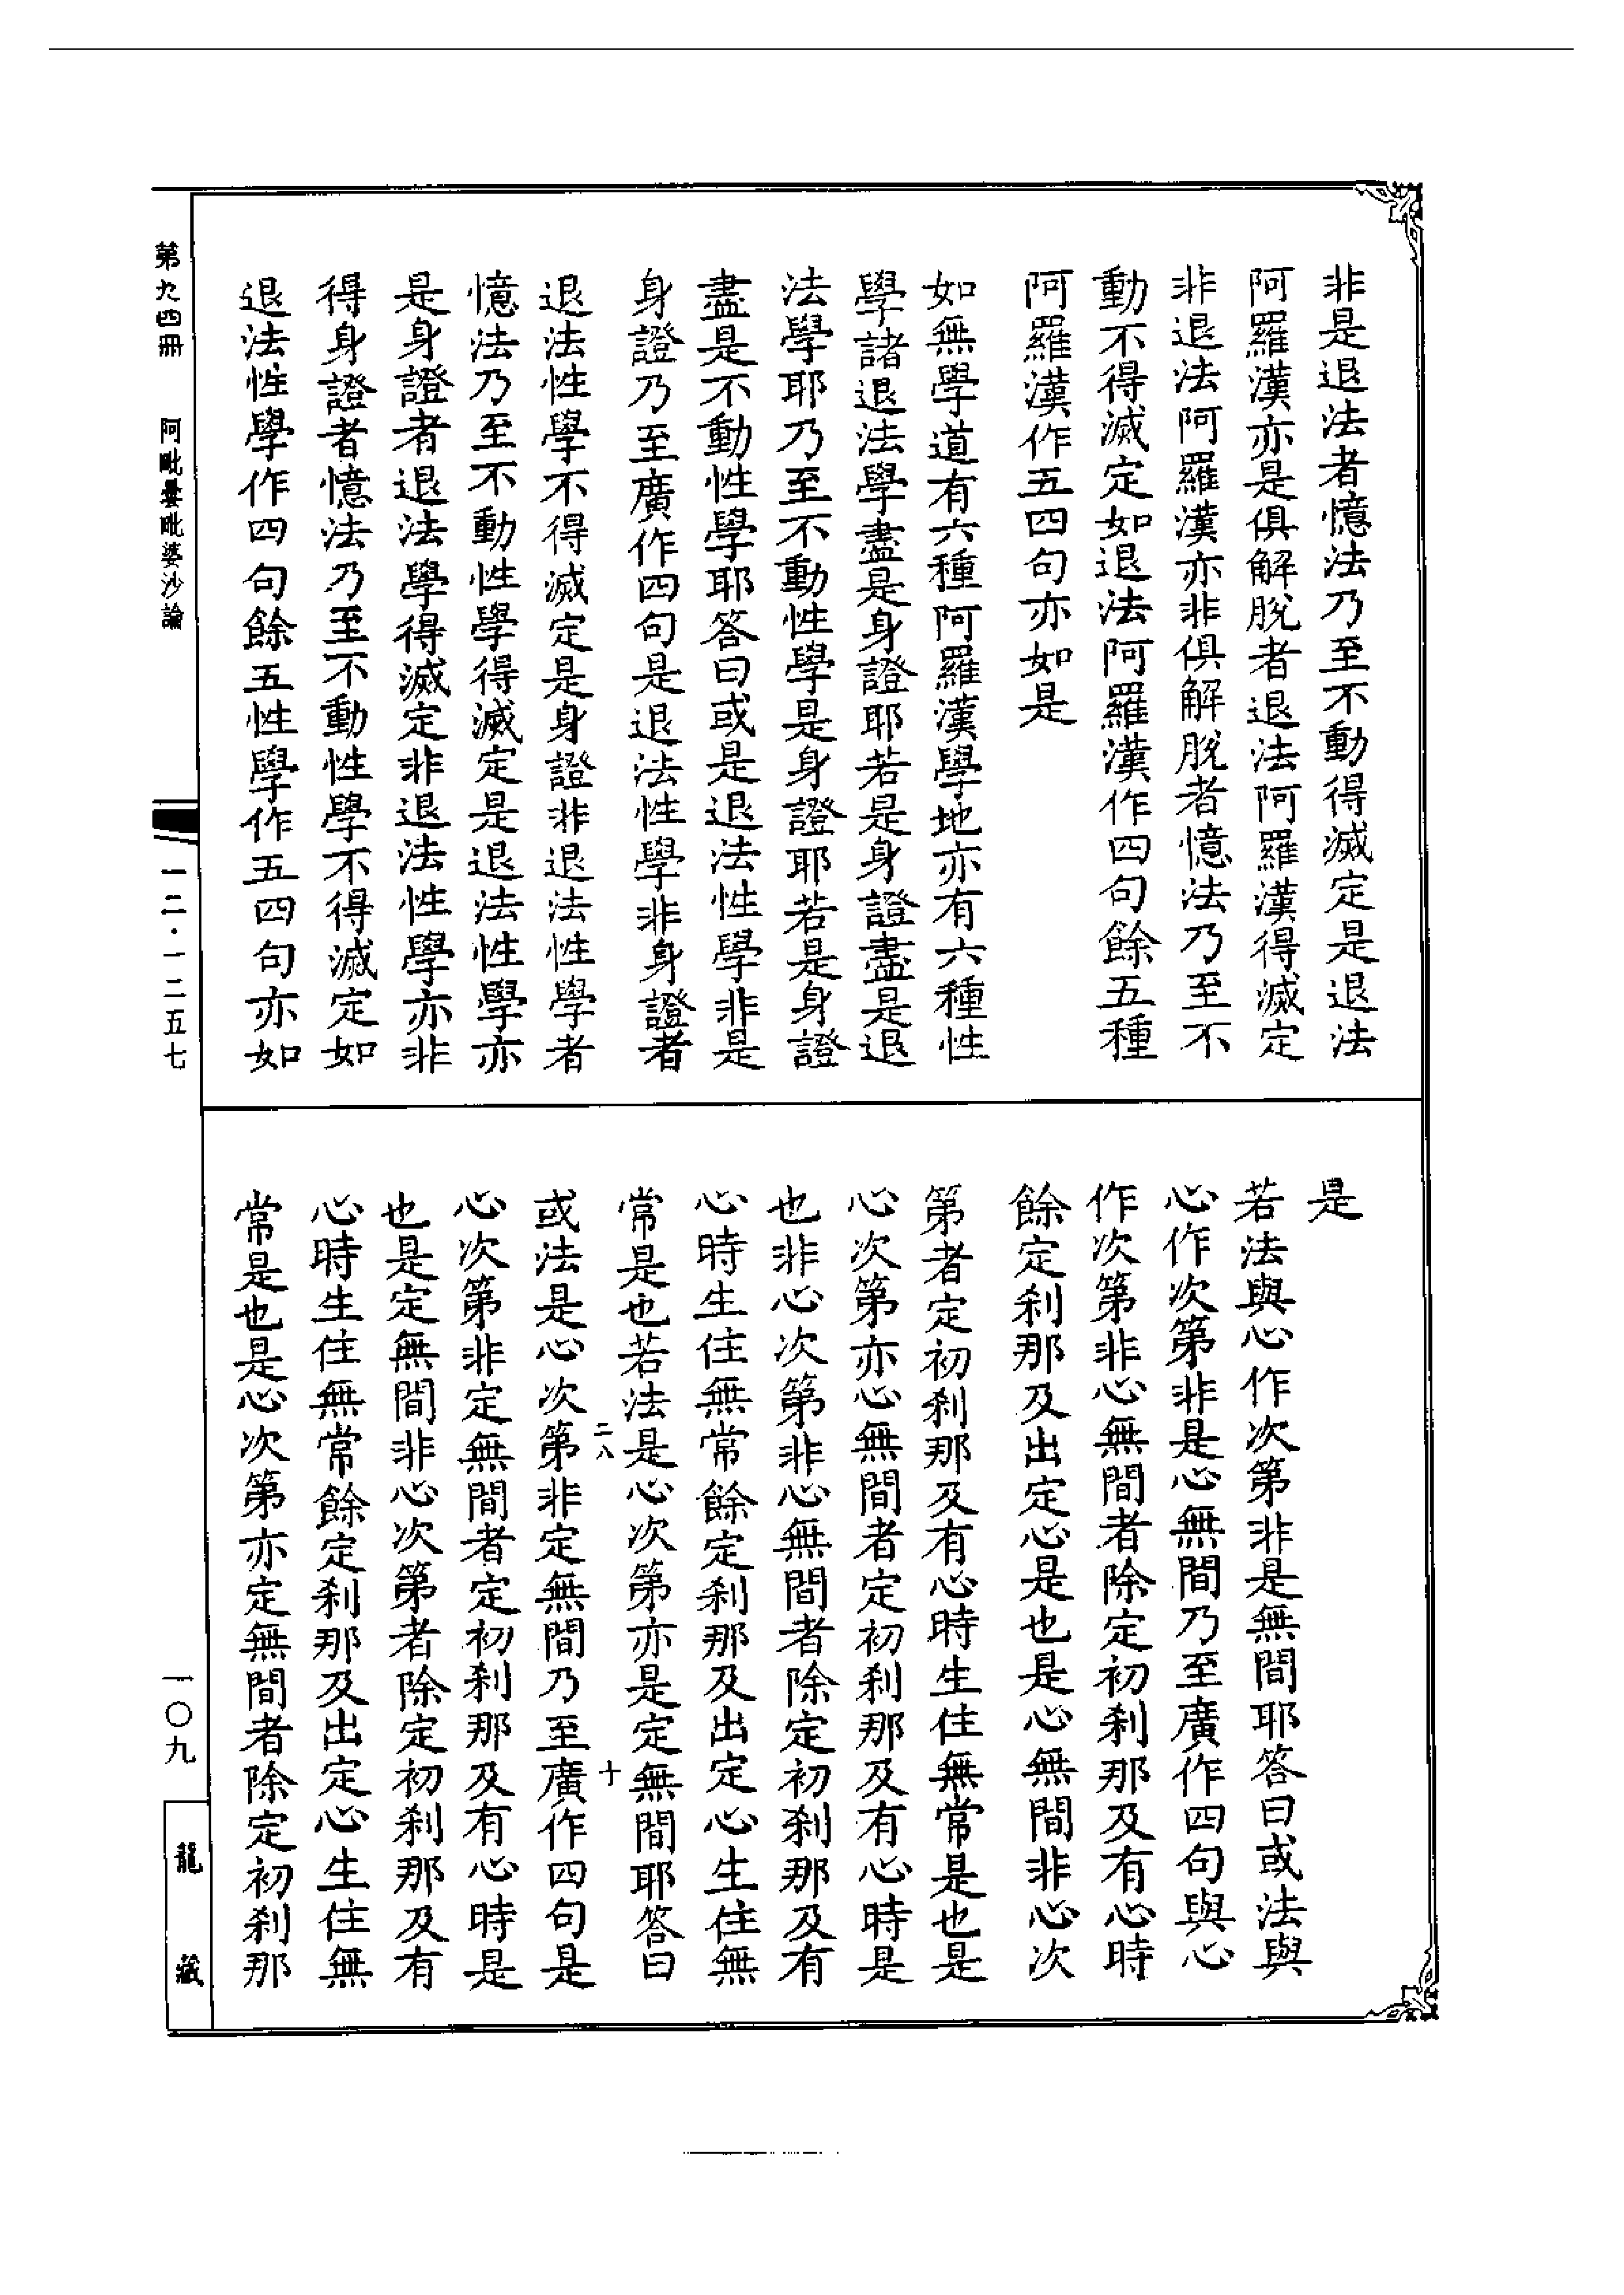 非是退法者憶法乃至不動得滅定是退法
阿羅漢亦是俱解脫者退法阿羅漢得滅定
非退法阿羅漢亦非俱解脫者憶法乃至不
動不得滅定如退法阿羅漢作四句餘五種
阿羅漢作五四句亦如是
如無學道有六種阿羅漢學地亦有六種性
學諸退法學盡是身證耶若是身證盡是退
法學耶乃至不動性學是身證耶若是身證
盡是不動性學耶答曰或是退法性學非是
身證乃至廣作四句是退法性學非身證者
退法性學不得滅定是身證非退法性學者
憶法乃至不動性學得滅定是退法性學亦
是身證者退法學得滅定非退法性學亦非
得身證者憶法乃至不動性學不得滅定如
退法性學作四句餘五性學作五四句亦如
是
若法與心作次第非是無間耶答曰或法與
心作次第非是心無間乃至廣作四句與心
作次第非心無間者除定初剎那及有心時
餘定剎那及出定心是也是心無間非心次
第者定初剎那及有心時生住無常是也是
心次第亦心無間者定初剎那及有心時是
也非心次第非心無間者除定初剎那及有
心時生住無常餘定剎那及出定心生住無
常是也若法是心次第亦是定無間耶答曰
二八
十
或法是心次第非定無間乃至廣作四句是
心次第非定無間者定初剎那及有心時是
也是定無間非心次第者除定初剎那及有
心時生住無常餘定剎那及出定心生住無
常是也是心次第亦定無間者除定初剎那
第九四冊
阿毗曇毗婆沙論
一二·一二五七
一〇九
龍藏